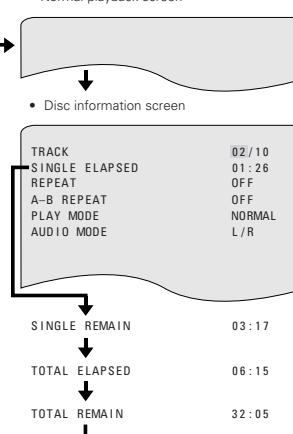 Normal playback screen
• Disc information screen
TRACK 02/10
SINGLE ELAPSED 01:26
REPEAT OFF
A–B REPEAT OFF
PLAY MODE NORMAL
AUDIO MODE L/R
SINGLE REMAIN 03:17
TOTAL ELAPSED 06:15
TOTAL REMAIN 32:05